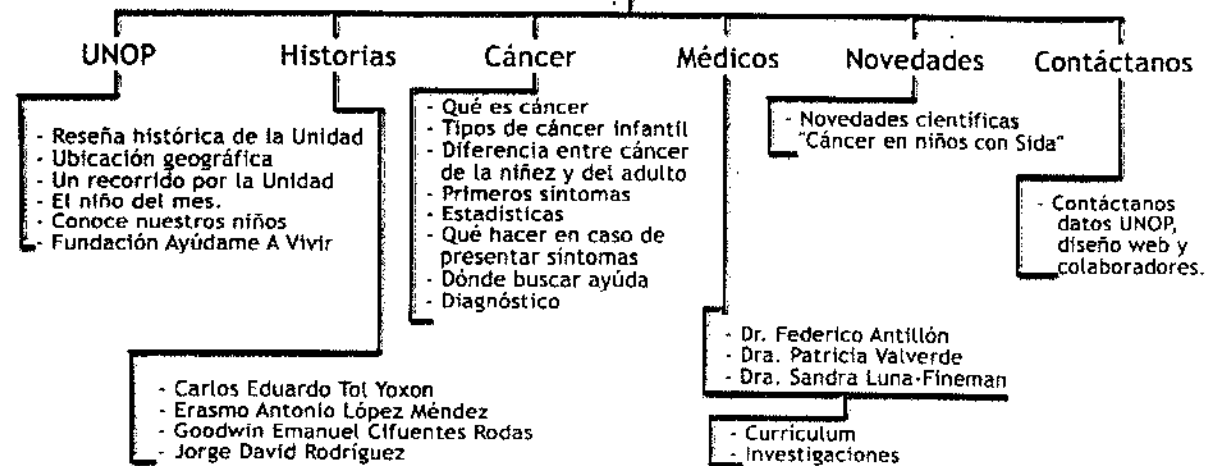 UNOP
Historias
Cáncer
Médicos
Novedades
Contáctanos
- Reseña histórica de la Unidad
- Ubicación geográfica
- Un recorrido por la Unidad
- El niño del mes.
- Conoce nuestros niños
- Fundación Ayúdame A Vivir
- Carlos Eduardo Tol Yoxon
- Erasmo Antonio López Méndez
- Goodwin Emanuel Cifuentes Rodas
- Jorge David Rodríguez
- Qué es cáncer
- Tipos de cáncer infantil
- Diferencia entre cáncer
de la niñez y del adulto
- Primeros síntomas
- Estadísticas
- Qué hacer en caso de
presentar síntomas
- Dónde buscar ayúda
- Diagnóstico
- Dr. Federico Antillón
- Dra. Patricia Valverde
- Dra. Sandra Luna-Fineman
- Curriculum
- Investigaciones
- Novedades científicas
"Cáncer en niños con Sida"
- Contáctanos
datos UNOP,
diseño web y
colaboradores.